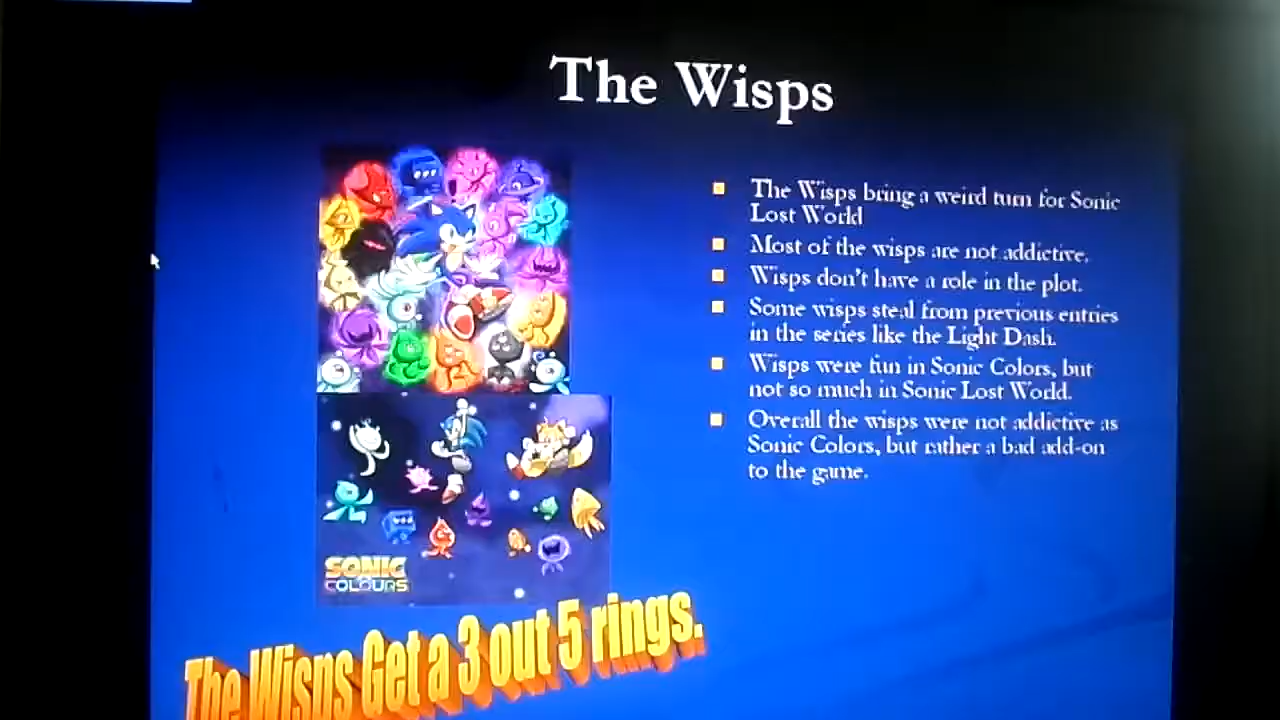 The Wisps
The Wisps bring a weird turn for Sonic
Lost World
Most of the wisps are not addictive.
Wisps don't have a role in the plot.
Some wisps steal from previous entries
in the series like the Light Dash.
Wisps were fun in Sonic Colors, but
not so much in Sonic Lost World.
Overall the wisps were not addictive as
Sonic Colors, but rather a bad add-on
to the game.
SONIC
COLOURS
The Wisps Get a 3 out 5 rings.